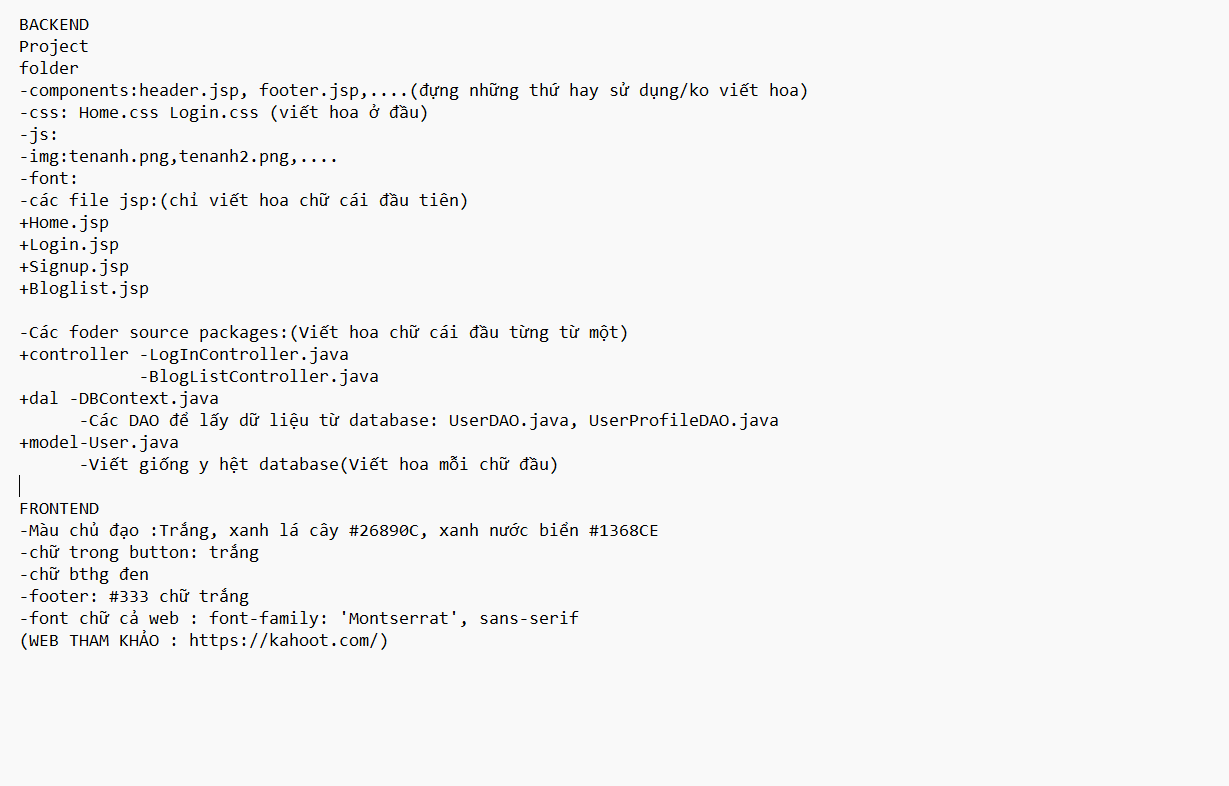 BACKEND
Project
folder
-components:header.jsp, footer.jsp,....(đựng những thứ hay sử dụng/ko viết hoa)
-css: Home.css Login.css (viết hoa ở đầu)
-js:
-img:tenanh.png,tenanh2.png,....
-font:
-các file jsp:(chỉ viết hoa chữ cái đầu tiên)
+Home.jsp
+Login.jsp
+Signup.jsp
+Bloglist.jsp
-Các foder source packages:(Viết hoa chữ cái đầu từng từ một)
+controller -LogInController.java
-BlogListController.java
+dal -DBContext.java
-Các DAO để lấy dữ liệu từ database: UserDAO.java, UserProfileDAO.java
+model-User.java
-Viết giống y hệt database(Viết hoa mỗi chữ đầu)
FRONTEND
-Màu chủ đạo :Trắng, xanh lá cây #26890C, xanh nước biển #1368CE
-chữ trong button: trắng
-chữ bthg đen
-footer: #333 chữ trắng
-font chữ cả web : font-family: 'Montserrat', sans-serif
(WEB THAM KHẢO : https://kahoot.com/)